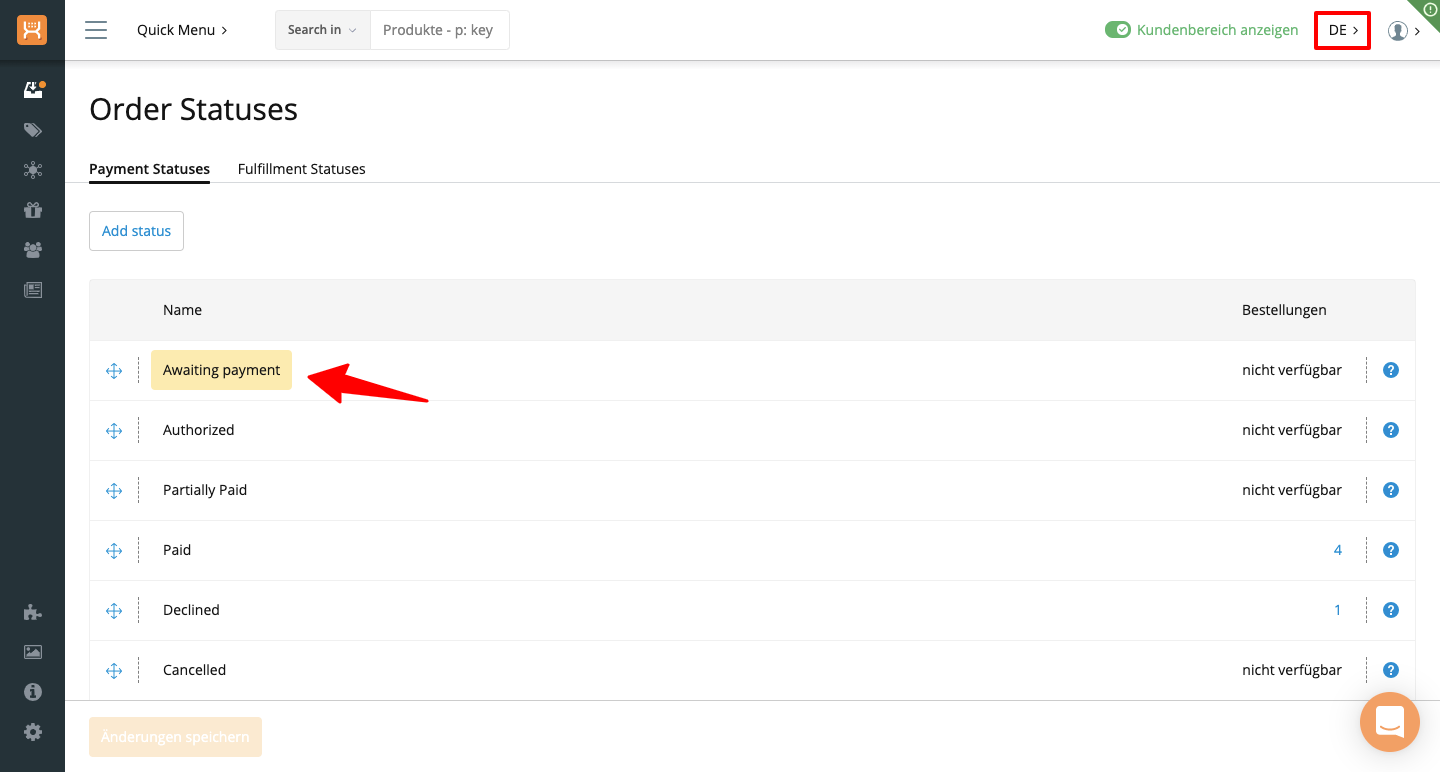 Quick Menu
Search in
Produkte - p: key
Kundenbereich anzeigen
DE
Order Statuses
Payment Statuses
Fulfillment Statuses
Add status
Name
Bestellungen
Awaiting payment
nicht verfügbar
?
Authorized
nicht verfügbar
?
Partially Paid
nicht verfügbar
?
Paid
4
?
Declined
1
?
Cancelled
nicht verfügbar
?
Änderungen speichern